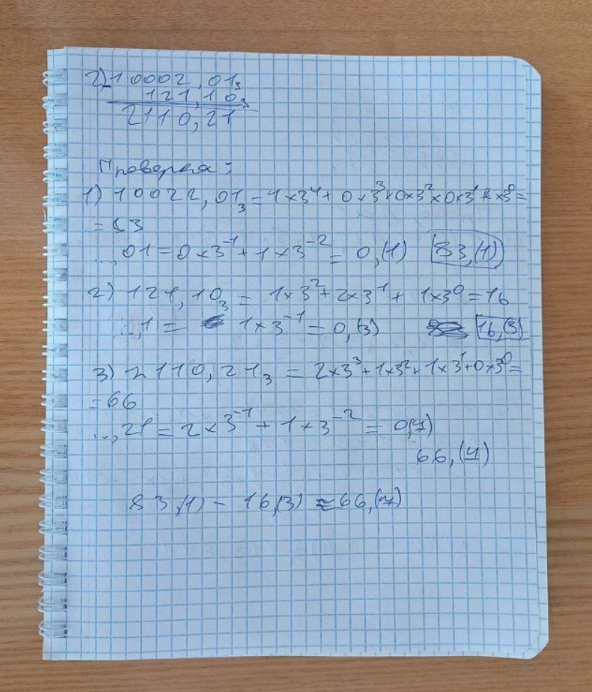 2) 10002,01₃
121,10₃
2110,21
Проверка:
1) 10022,01₃ = 1×3⁴ + 0×3³+0×3²×0×3¹+2×3⁰=
= 83
..,01 = 0×3⁻¹ + 1×3⁻² = 0,(1) 83,(1)
2) 121,10₃ = 1×3²+2×3¹ + 1×3⁰ = 16
..,1 = 1×3⁻¹ = 0,(3) 16,(3)
3) 2110,21₃ = 2×3³+1×3²+1×3¹+0×3⁰=
= 66
..,21 = 2×3⁻¹ + 1×3⁻² = 0,(7)
66,(7)
83,(1) - 16,(3) = 66,(7)